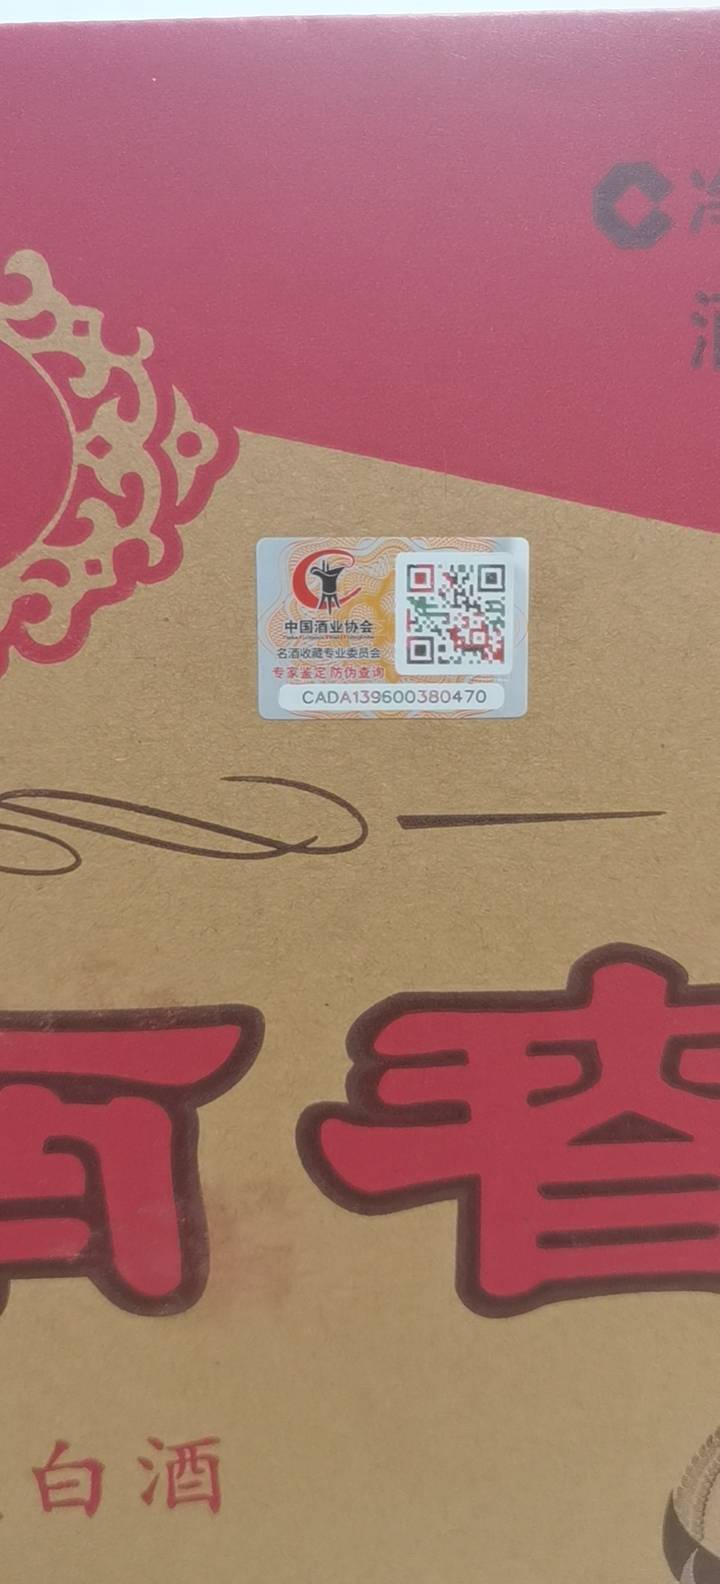 中国酒业协会
名酒收藏专业委员会
专家鉴定 防伪查询
CADA139600380470
春
白酒